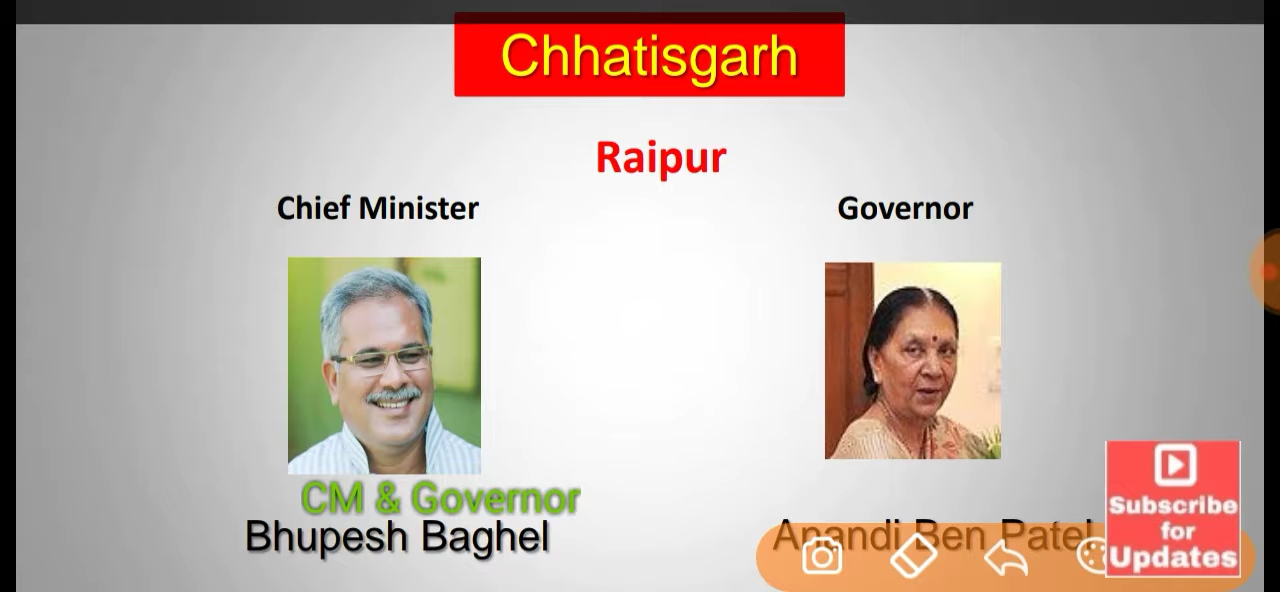 Chhatisgarh
Raipur
Chief Minister
Governor
CM & Governor
Bhupesh Baghel
Anandi Ben Patel
Subscribe
for
Updates